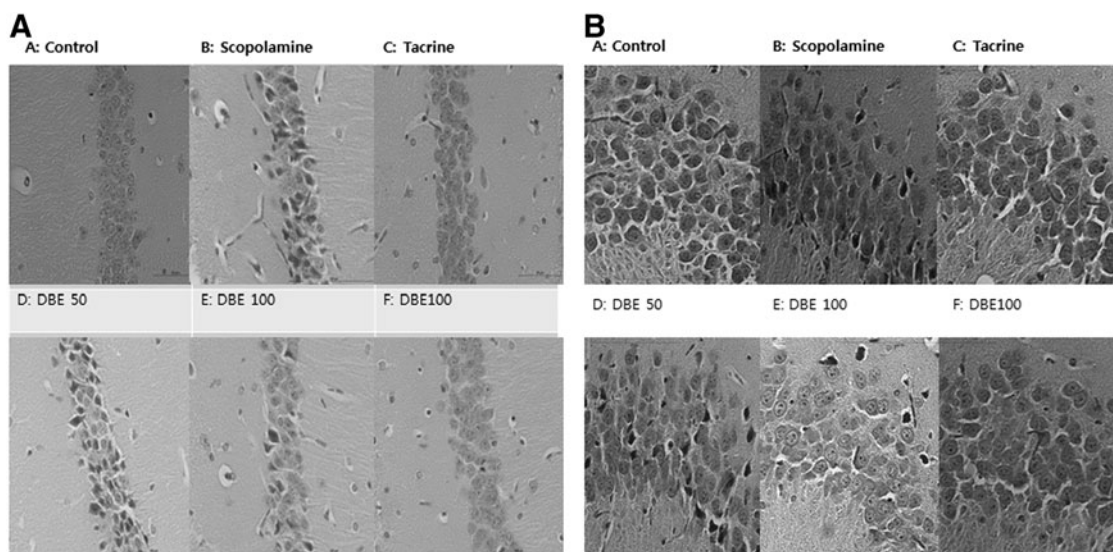 A
A: Control B: Scopolamine C: Tacrine
D: DBE 50 E: DBE 100 F: DBE100
B
A: Control B: Scopolamine C: Tacrine
D: DBE 50 E: DBE 100 F: DBE100